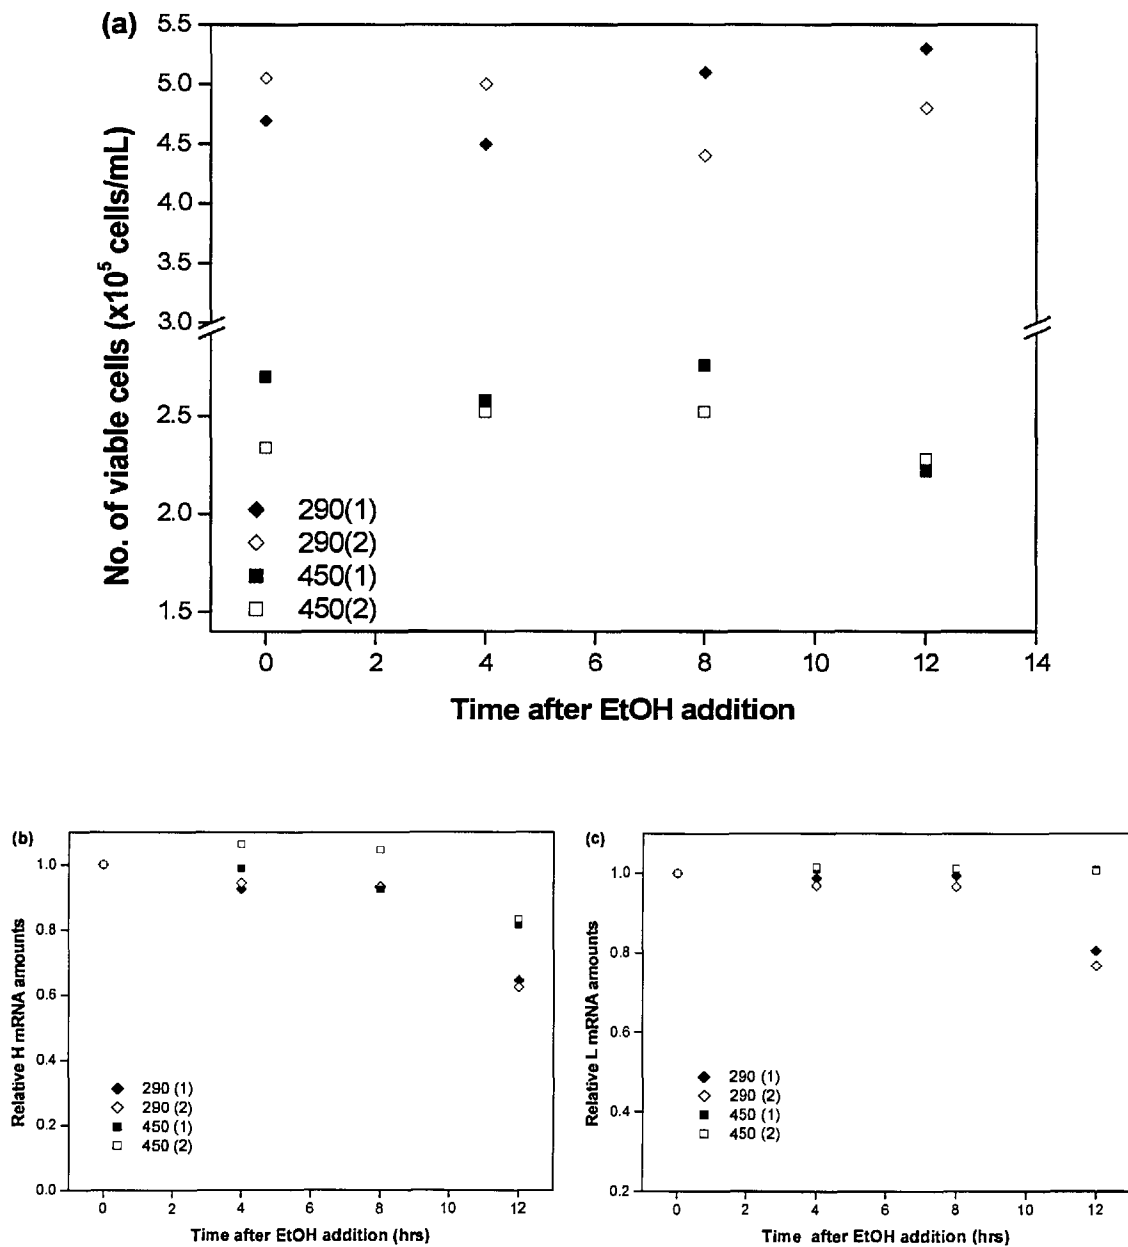 (a)
No. of viable cells (x10⁵ cells/mL)
5.5
5.0
4.5
4.0
3.5
3.0
2.5
2.0
1.5
290(1)
290(2)
450(1)
450(2)
0 2 4 6 8 10 12 14
Time after EtOH addition
(b)
Relative H mRNA amounts
1.0
0.8
0.6
0.4
0.2
0.0
290 (1)
290 (2)
450 (1)
450 (2)
0 2 4 6 8 10 12
Time after EtOH addition (hrs)
(c)
Relative L mRNA amounts
1.0
0.8
0.6
0.4
0.2
290 (1)
290 (2)
450 (1)
450 (2)
0 2 4 6 8 10 12
Time after EtOH addition (hrs)